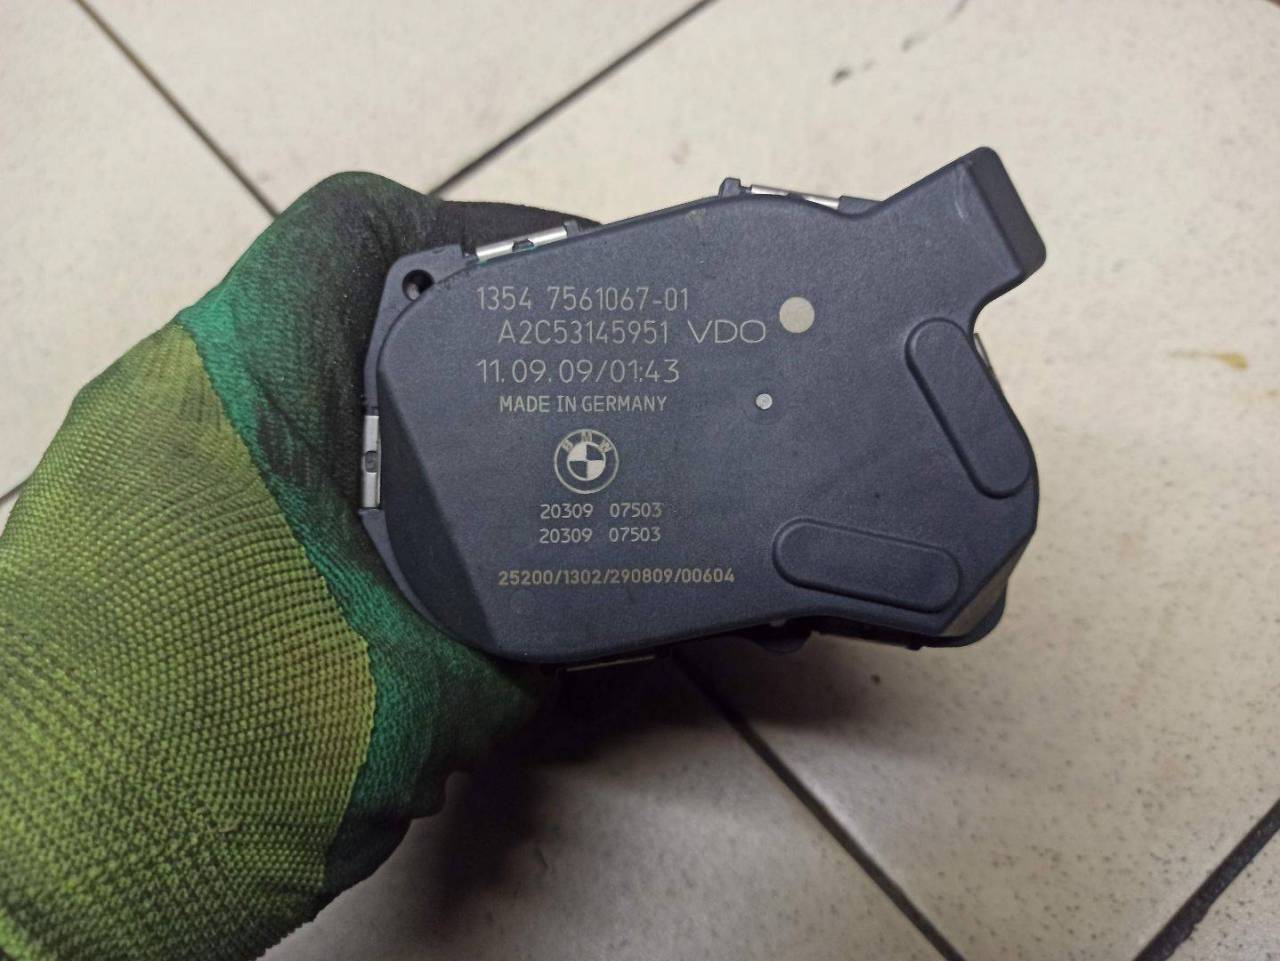 1354 7561067-01
A2C53145951 VDO
11.09.09/01:43
MADE IN GERMANY
BMW
20309 07503
20309 07503
25200/1302/290809/00604